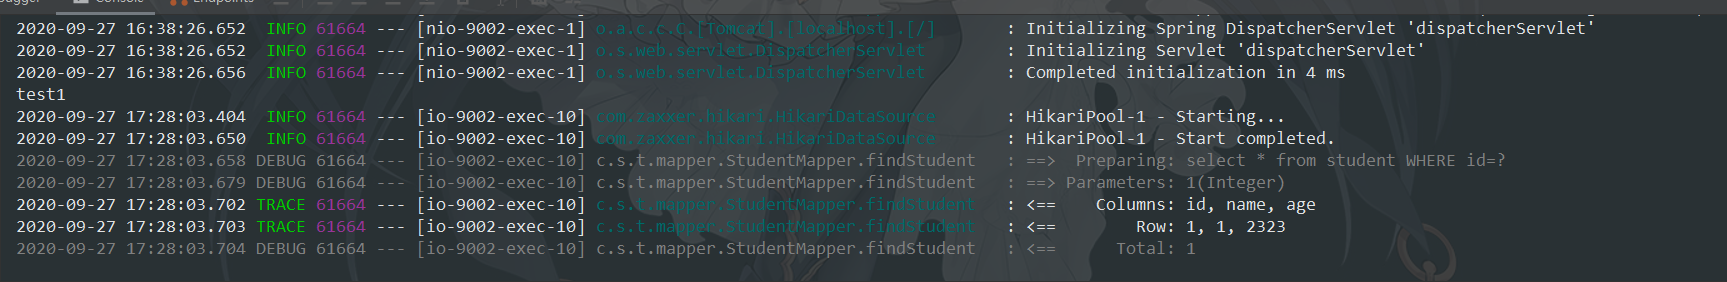 Console
Endpoints
2020-09-27 16:38:26.652  INFO 61664 --- [nio-9002-exec-1] o.a.c.c.C.[Tomcat].[localhost].[/]       : Initializing Spring DispatcherServlet 'dispatcherServlet'
2020-09-27 16:38:26.652  INFO 61664 --- [nio-9002-exec-1] o.s.web.servlet.DispatcherServlet        : Initializing Servlet 'dispatcherServlet'
2020-09-27 16:38:26.656  INFO 61664 --- [nio-9002-exec-1] o.s.web.servlet.DispatcherServlet        : Completed initialization in 4 ms
test1
2020-09-27 17:28:03.404  INFO 61664 --- [io-9002-exec-10] com.zaxxer.hikari.HikariDataSource       : HikariPool-1 - Starting...
2020-09-27 17:28:03.650  INFO 61664 --- [io-9002-exec-10] com.zaxxer.hikari.HikariDataSource       : HikariPool-1 - Start completed.
2020-09-27 17:28:03.658 DEBUG 61664 --- [io-9002-exec-10] c.s.t.mapper.StudentMapper.findStudent   : ==>  Preparing: select * from student WHERE id=?
2020-09-27 17:28:03.679 DEBUG 61664 --- [io-9002-exec-10] c.s.t.mapper.StudentMapper.findStudent   : ==> Parameters: 1(Integer)
2020-09-27 17:28:03.702 TRACE 61664 --- [io-9002-exec-10] c.s.t.mapper.StudentMapper.findStudent   : <==    Columns: id, name, age
2020-09-27 17:28:03.703 TRACE 61664 --- [io-9002-exec-10] c.s.t.mapper.StudentMapper.findStudent   : <==        Row: 1, 1, 2323
2020-09-27 17:28:03.704 DEBUG 61664 --- [io-9002-exec-10] c.s.t.mapper.StudentMapper.findStudent   : <==      Total: 1